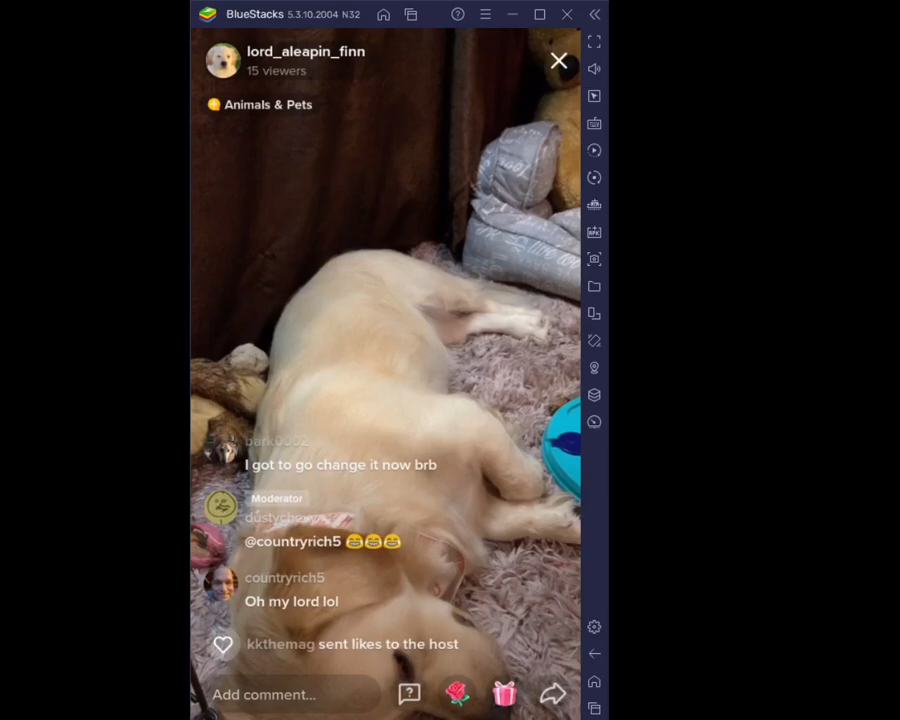 BlueStacks 5.3.10.2004 N32
lord_aleapin_finn
15 viewers
Animals & Pets
bark0002
I got to go change it now brb
Moderator
@countryrich5 😂😂😂
countryrich5
Oh my lord lol
kkthemag sent likes to the host
Add comment...